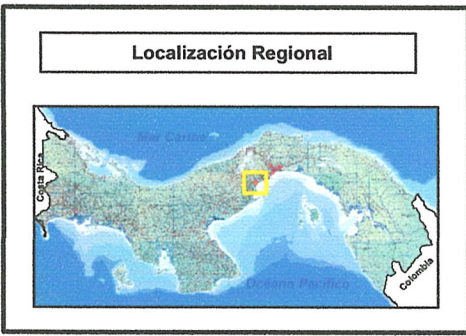 Localización Regional
Mar Caribe
Costa Rica
Océano Pacífico
Colombia